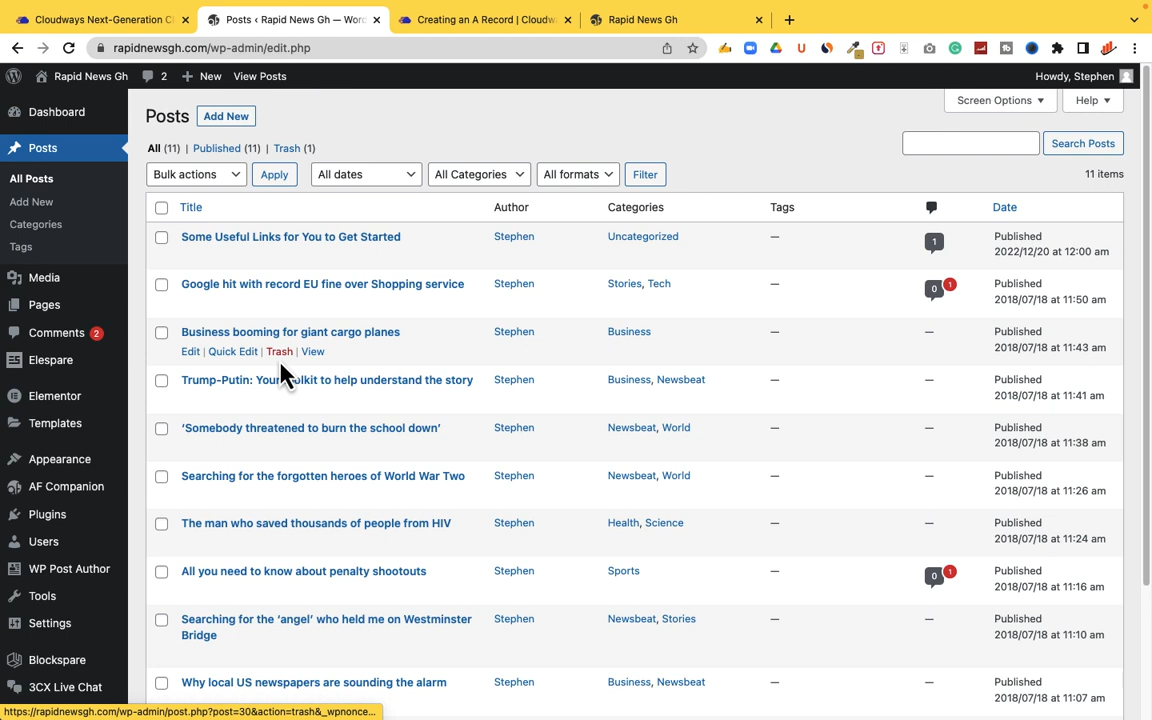 Cloudways Next-Generation C
Posts ‹ Rapid News Gh — Wor
Creating an A Record | Cloudw
Rapid News Gh
rapidnewsgh.com/wp-admin/edit.php
Rapid News Gh 2 New View Posts Howdy, Stephen
Dashboard
Posts
All Posts
Add New
Categories
Tags
Media
Pages
Comments 2
Elespare
Elementor
Templates
Appearance
AF Companion
Plugins
Users
WP Post Author
Tools
Settings
Blockspare
3CX Live Chat
Posts Add New
Screen Options Help
All (11) | Published (11) | Trash (1)
Search Posts
Bulk actions Apply All dates All Categories All formats Filter 11 items
Title Author Categories Tags Date
Some Useful Links for You to Get Started Stephen Uncategorized — 1 Published
2022/12/20 at 12:00 am
Google hit with record EU fine over Shopping service Stephen Stories, Tech — 0 1 Published
2018/07/18 at 11:50 am
Business booming for giant cargo planes Stephen Business — — Published
Edit | Quick Edit | Trash | View 2018/07/18 at 11:43 am
Trump-Putin: Your lkit to help understand the story Stephen Business, Newsbeat — — Published
2018/07/18 at 11:41 am
‘Somebody threatened to burn the school down’ Stephen Newsbeat, World — — Published
2018/07/18 at 11:38 am
Searching for the forgotten heroes of World War Two Stephen Newsbeat, World — — Published
2018/07/18 at 11:26 am
The man who saved thousands of people from HIV Stephen Health, Science — — Published
2018/07/18 at 11:24 am
All you need to know about penalty shootouts Stephen Sports — 0 1 Published
2018/07/18 at 11:16 am
Searching for the ‘angel’ who held me on Westminster Stephen Newsbeat, Stories — — Published
Bridge 2018/07/18 at 11:10 am
Why local US newspapers are sounding the alarm Stephen Business, Newsbeat — — Published
2018/07/18 at 11:07 am
https://rapidnewsgh.com/wp-admin/post.php?post=30&action=trash&_wpnonce...